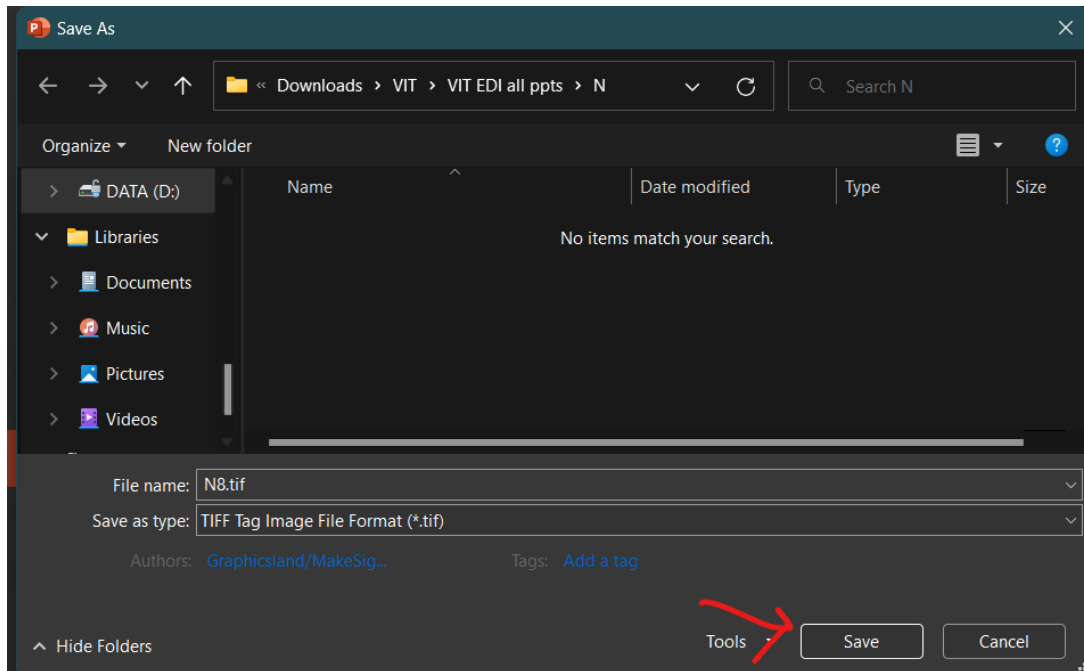 Save As
« Downloads > VIT > VIT EDI all ppts > N
Search N
Organize
New folder
Name Date modified Type Size
DATA (D:)
No items match your search.
Libraries
Documents
Music
Pictures
Videos
File name: N8.tif
Save as type: TIFF Tag Image File Format (*.tif)
Authors: Graphicsland/MakeSig... Tags: Add a tag
Hide Folders
Tools Save Cancel